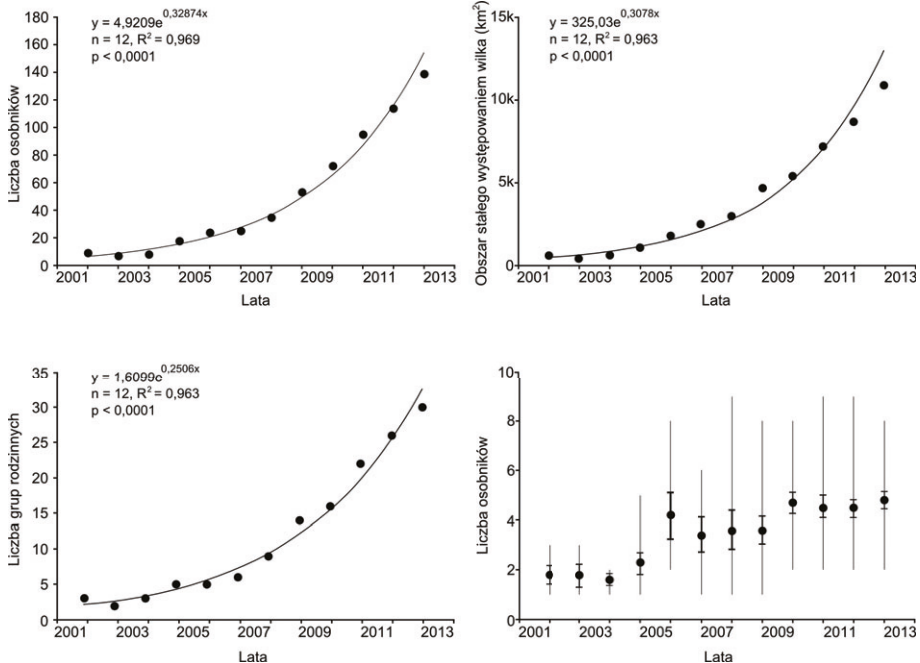 y = 4,9209e^0,32874x
n = 12, R² = 0,969
p < 0,0001
Liczba osobników
180
160
140
120
100
80
60
40
20
0
2001 2003 2005 2007 2009 2011 2013
Lata
y = 325,03e^0,3078x
n = 12, R² = 0,963
p < 0,0001
Obszar stałego występowaniem wilka (km²)
15k
10k
5k
0
2001 2003 2005 2007 2009 2011 2013
Lata
y = 1,6099e^0,2506x
n = 12, R² = 0,963
p < 0,0001
Liczba grup rodzinnych
35
30
25
20
15
10
5
0
2001 2003 2005 2007 2009 2011 2013
Lata
Liczba osobników
10
8
6
4
2
0
2001 2003 2005 2007 2009 2011 2013
Lata